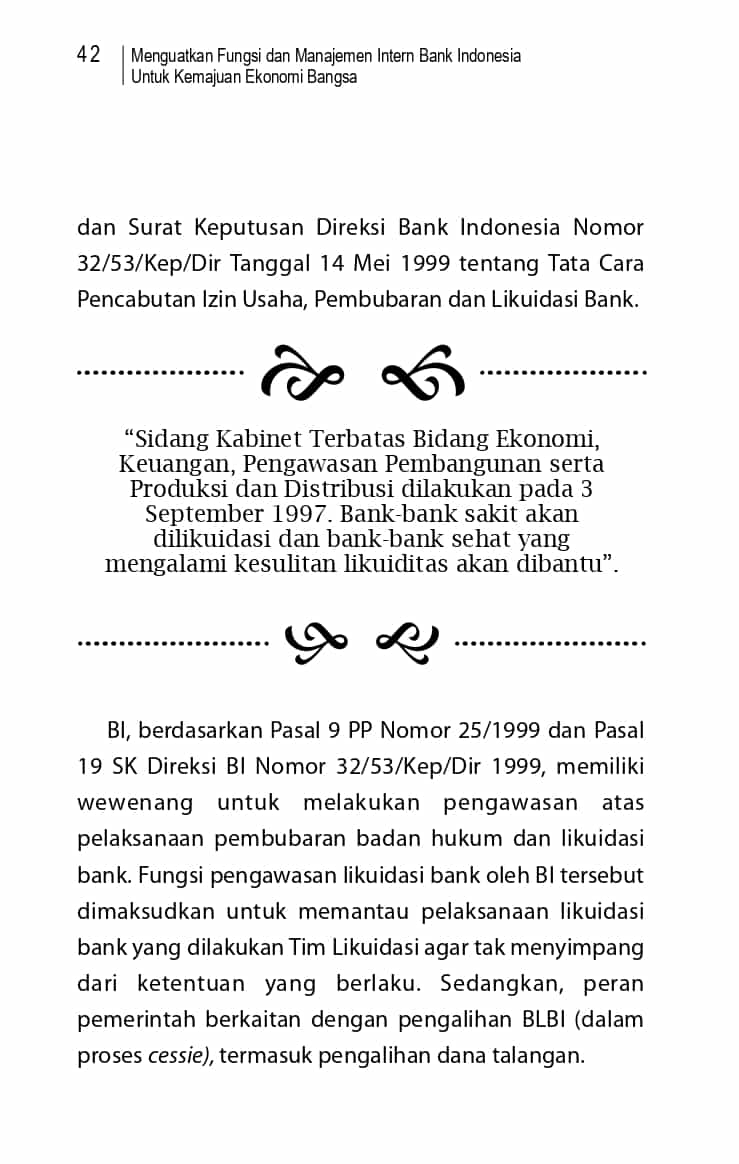 42
Menguatkan Fungsi dan Manajemen Intern Bank Indonesia
Untuk Kemajuan Ekonomi Bangsa
dan Surat Keputusan Direksi Bank Indonesia Nomor
32/53/Kep/Dir Tanggal 14 Mei 1999 tentang Tata Cara
Pencabutan Izin Usaha, Pembubaran dan Likuidasi Bank.
“Sidang Kabinet Terbatas Bidang Ekonomi,
Keuangan, Pengawasan Pembangunan serta
Produksi dan Distribusi dilakukan pada 3
September 1997. Bank-bank sakit akan
dilikuidasi dan bank-bank sehat yang
mengalami kesulitan likuiditas akan dibantu”.
BI, berdasarkan Pasal 9 PP Nomor 25/1999 dan Pasal
19 SK Direksi BI Nomor 32/53/Kep/Dir 1999, memiliki
wewenang untuk melakukan pengawasan atas
pelaksanaan pembubaran badan hukum dan likuidasi
bank. Fungsi pengawasan likuidasi bank oleh BI tersebut
dimaksudkan untuk memantau pelaksanaan likuidasi
bank yang dilakukan Tim Likuidasi agar tak menyimpang
dari ketentuan yang berlaku. Sedangkan, peran
pemerintah berkaitan dengan pengalihan BLBI (dalam
proses cessie), termasuk pengalihan dana talangan.